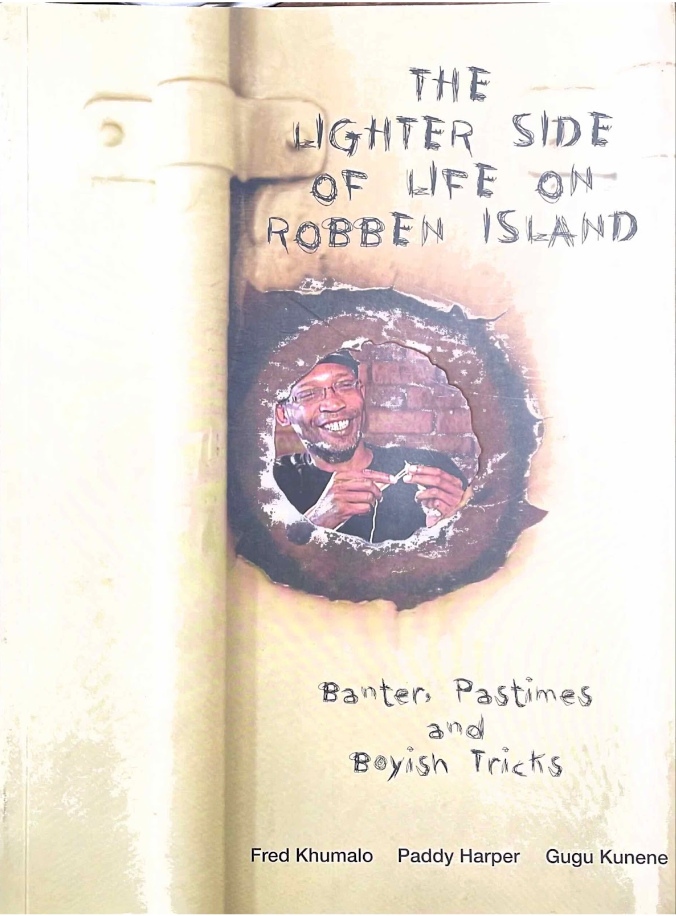 THE
LIGHTER SIDE
OF LIFE ON
ROBBEN ISLAND
Banter, Pastimes
and
Boyish Tricks
Fred Khumalo Paddy Harper Gugu Kunene